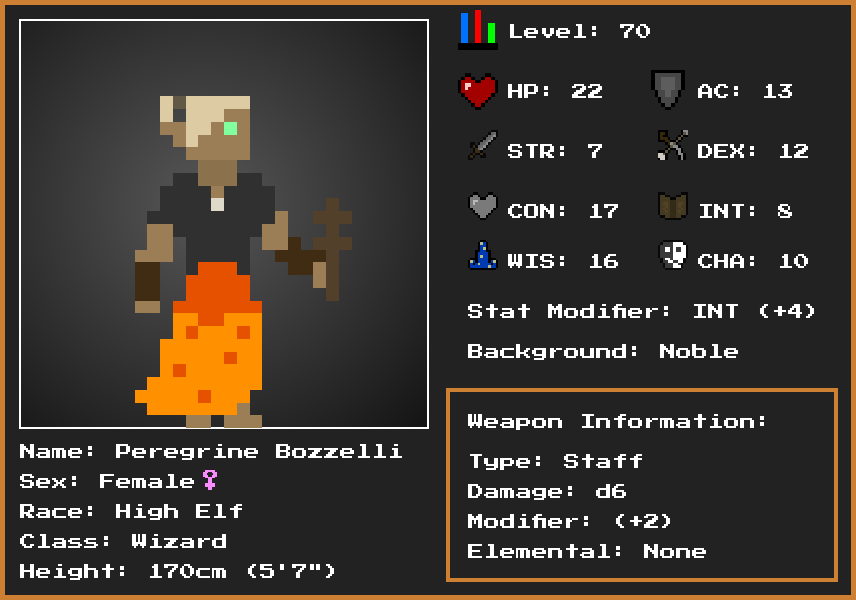 Level: 70
HP: 22
AC: 13
STR: 7
DEX: 12
CON: 17
INT: 8
WIS: 16
CHA: 10
Stat Modifier: INT (+4)
Background: Noble
Weapon Information:
Type: Staff
Damage: d6
Modifier: (+2)
Elemental: None
Name: Peregrine Bozzelli
Sex: Female♀
Race: High Elf
Class: Wizard
Height: 170cm (5'7")